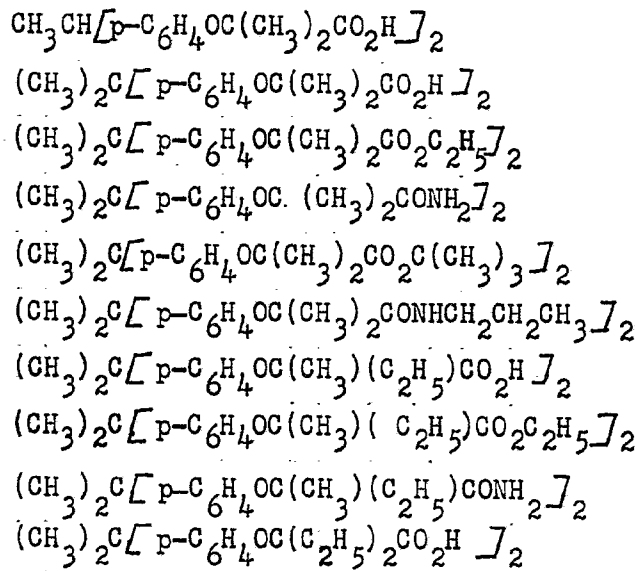 CH₃CH[p-C₆H₄OC(CH₃)₂CO₂H]₂
(CH₃)₂C[p-C₆H₄OC(CH₃)₂CO₂H]₂
(CH₃)₂C[p-C₆H₄OC(CH₃)₂CO₂C₂H₅]₂
(CH₃)₂C[p-C₆H₄OC.(CH₃)₂CONH₂]₂
(CH₃)₂C[p-C₆H₄OC(CH₃)₂CO₂C(CH₃)₃]₂
(CH₃)₂C[p-C₆H₄OC(CH₃)₂CONHCH₂CH₂CH₃]₂
(CH₃)₂C[p-C₆H₄OC(CH₃)(C₂H₅)CO₂H]₂
(CH₃)₂C[p-C₆H₄OC(CH₃)(C₂H₅)CO₂C₂H₅]₂
(CH₃)₂C[p-C₆H₄OC(CH₃)(C₂H₅)CONH₂]₂
(CH₃)₂C[p-C₆H₄OC(C₂H₅)₂CO₂H]₂